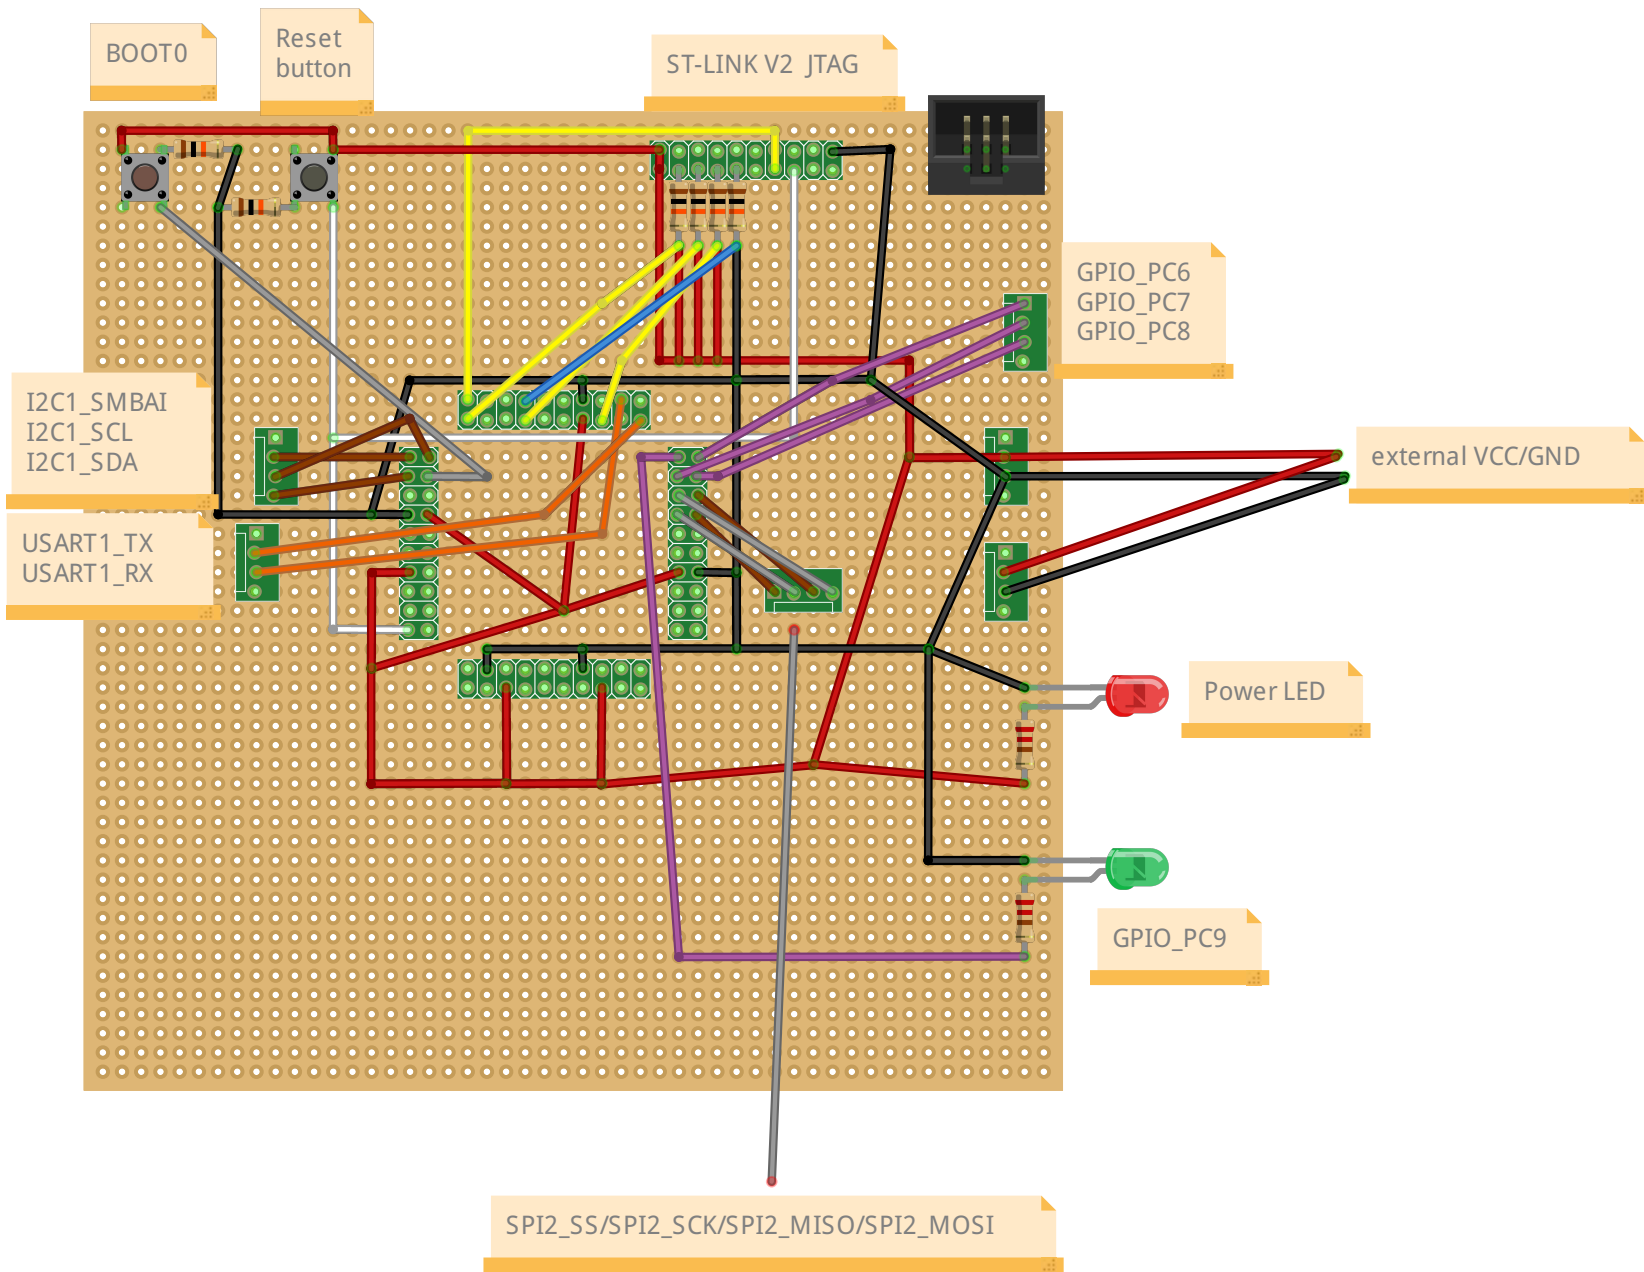 BOOT0
Reset
button
ST-LINK V2  JTAG
GPIO_PC6
GPIO_PC7
GPIO_PC8
I2C1_SMBAI
I2C1_SCL
I2C1_SDA
external VCC/GND
USART1_TX
USART1_RX
Power LED
GPIO_PC9
SPI2_SS/SPI2_SCK/SPI2_MISO/SPI2_MOSI